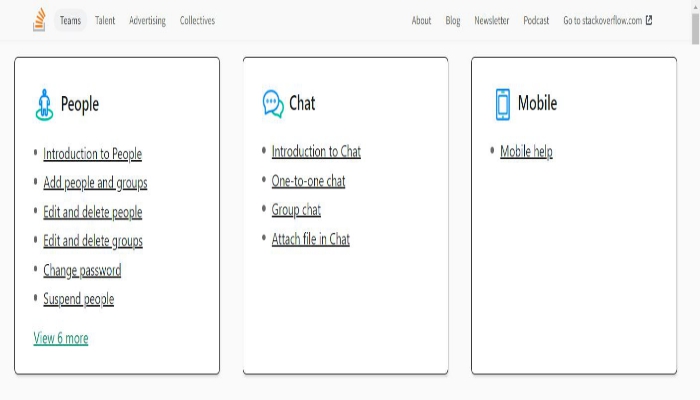 Teams Talent Advertising Collectives About Blog Newsletter Podcast Go to stackoverflow.com
People
Introduction to People
Add people and groups
Edit and delete people
Edit and delete groups
Change password
Suspend people
View 6 more
Chat
Introduction to Chat
One-to-one chat
Group chat
Attach file in Chat
Mobile
Mobile help